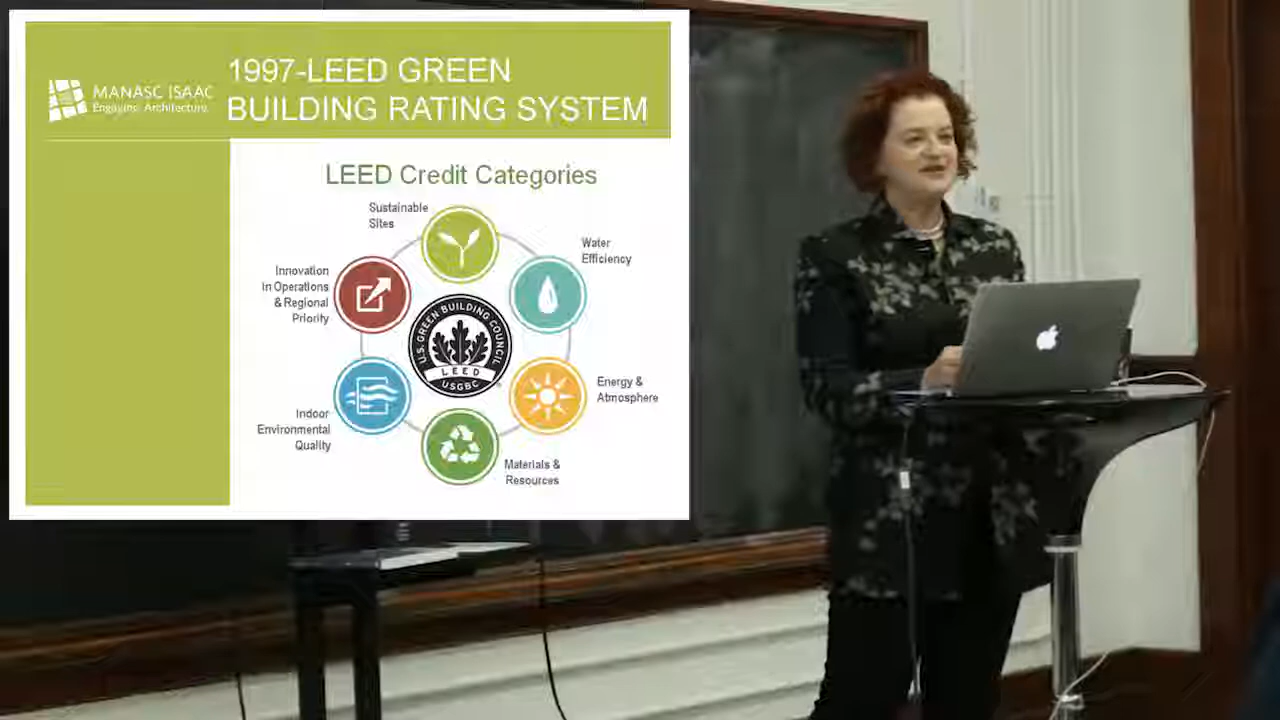 MANASC ISAAC
Engaging Architecture.
1997-LEED GREEN
BUILDING RATING SYSTEM
LEED Credit Categories
Sustainable
Sites
Water
Efficiency
Innovation
in Operations
& Regional
Priority
U.S. GREEN BUILDING COUNCIL
LEED
USGBC
Energy &
Atmosphere
Indoor
Environmental
Quality
Materials &
Resources